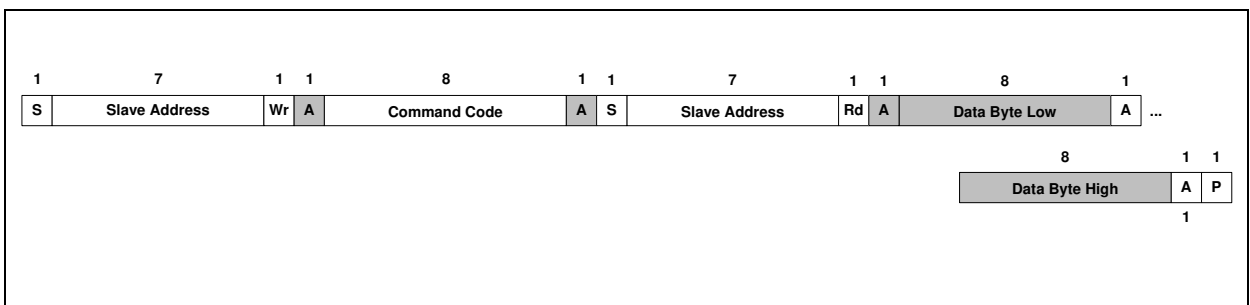 1 7 1 1 8 1 1 7 1 1 8 1
S Slave Address Wr A Command Code A S Slave Address Rd A Data Byte Low A ...
8 1 1
Data Byte High A P
1